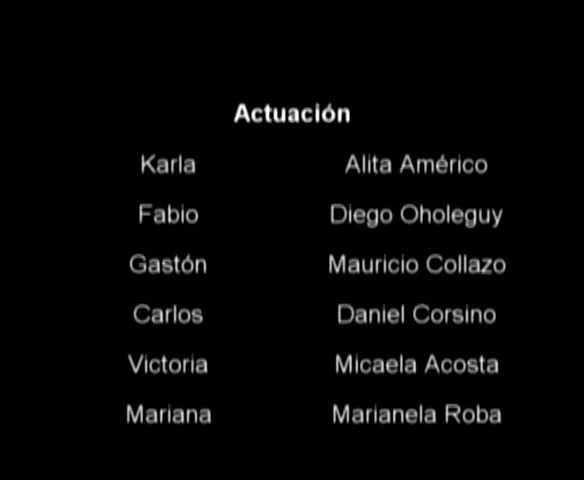 Actuación
Karla Alita Américo
Fabio Diego Oholeguy
Gastón Mauricio Collazo
Carlos Daniel Corsino
Victoria Micaela Acosta
Mariana Marianela Roba